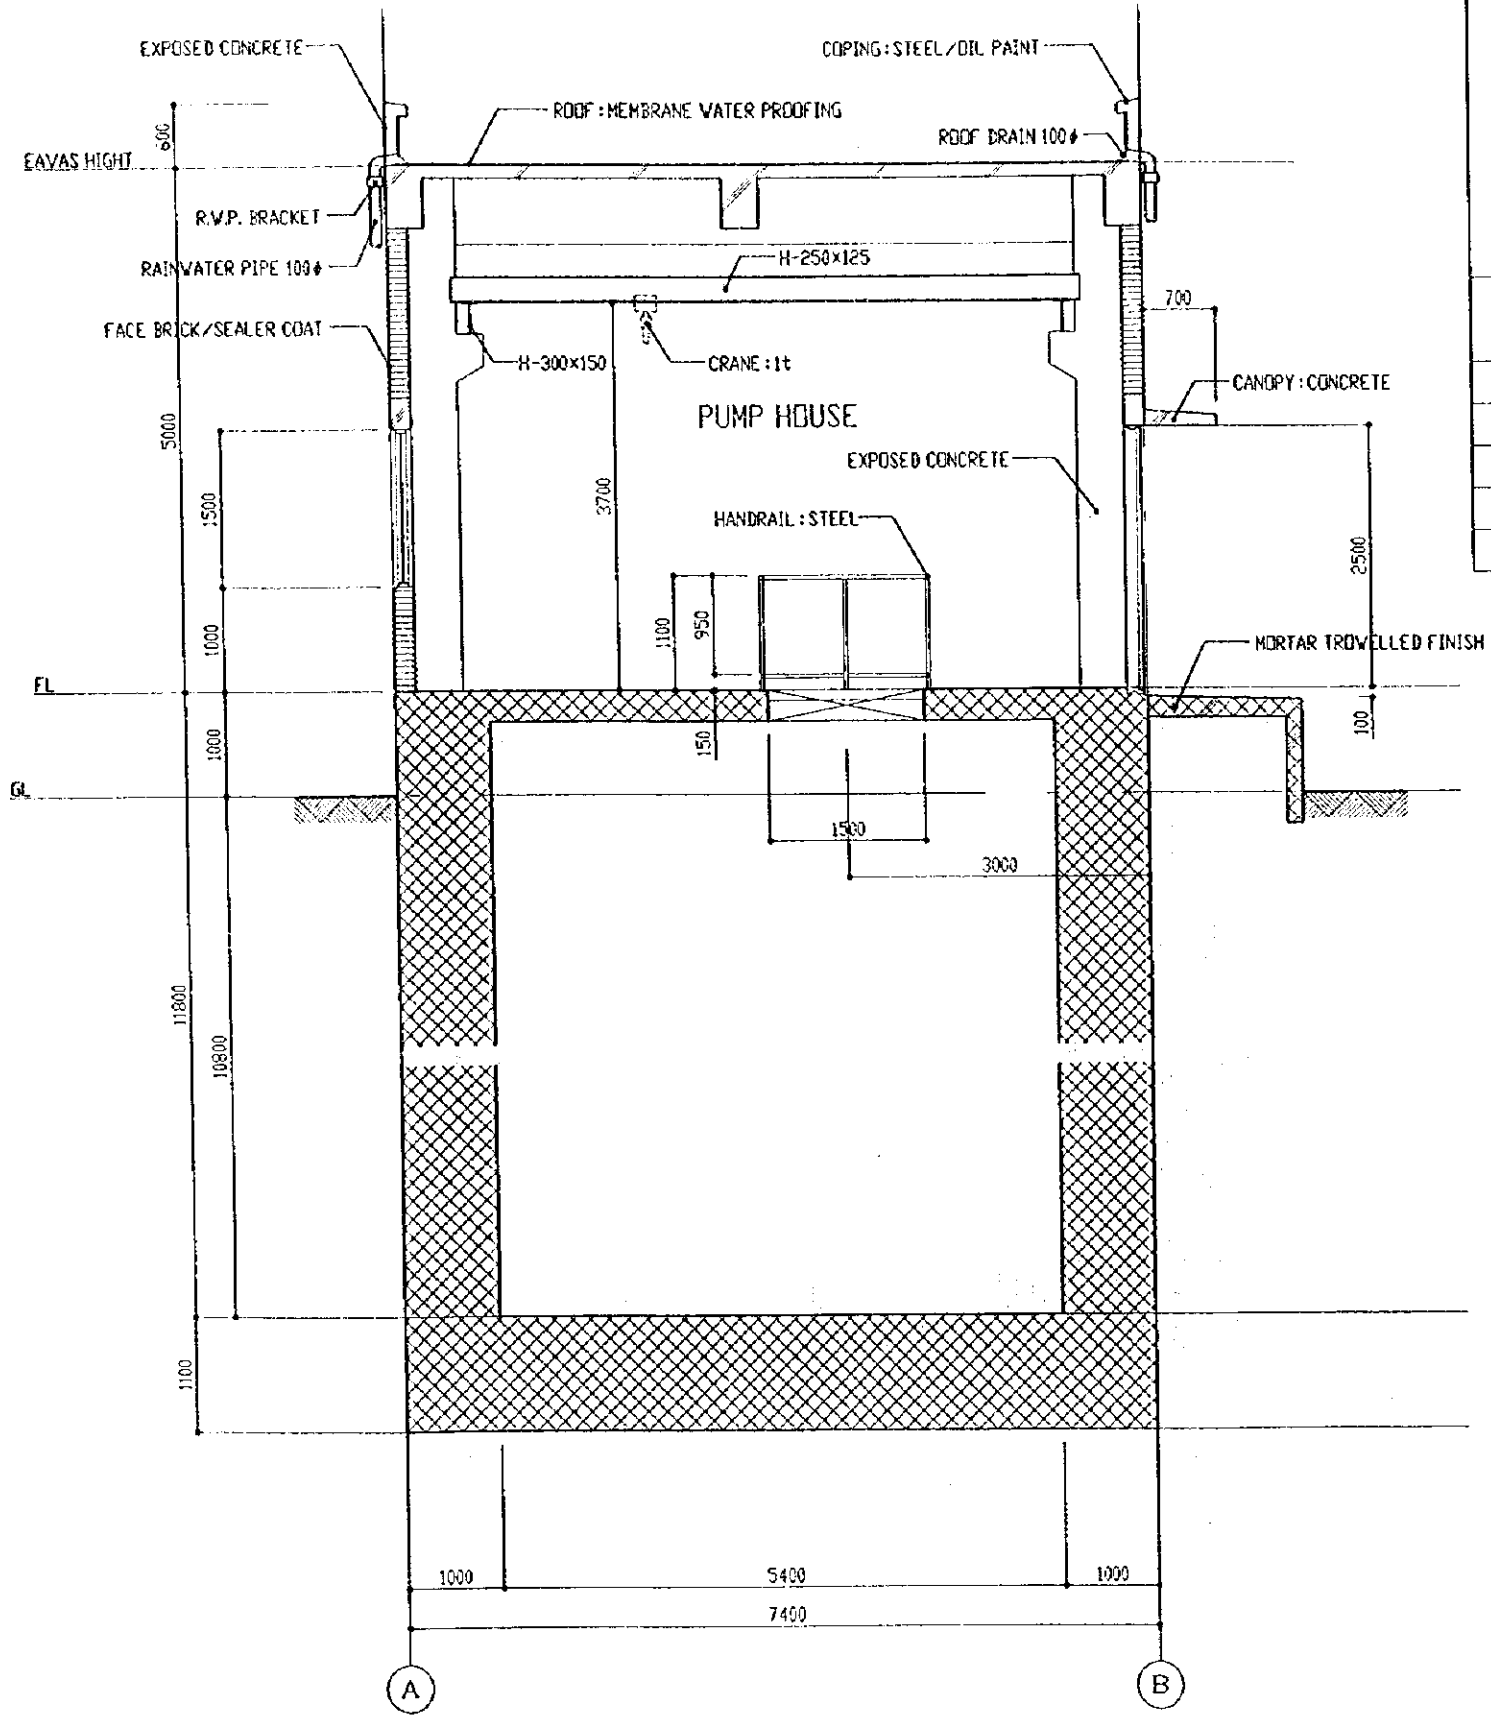 EXPOSED CONCRETE
COPING:STEEL/OIL PAINT
600
ROOF:MEMBRANE WATER PROOFING
ROOF DRAIN 100ϕ
EAVAS HIGHT
R.W.P. BRACKET
H-250×125
RAINWATER PIPE 100ϕ
700
FACE BRICK/SEALER COAT
H-300×150
CRANE:1t
CANOPY:CONCRETE
PUMP HOUSE
5000
EXPOSED CONCRETE
1500
3700
HANDRAIL:STEEL
2500
1000
1100
950
MORTAR TROWELLED FINISH
FL
1000
150
100
GL
1500
3000
11800
10800
1100
1000
5400
1000
7400
A
B